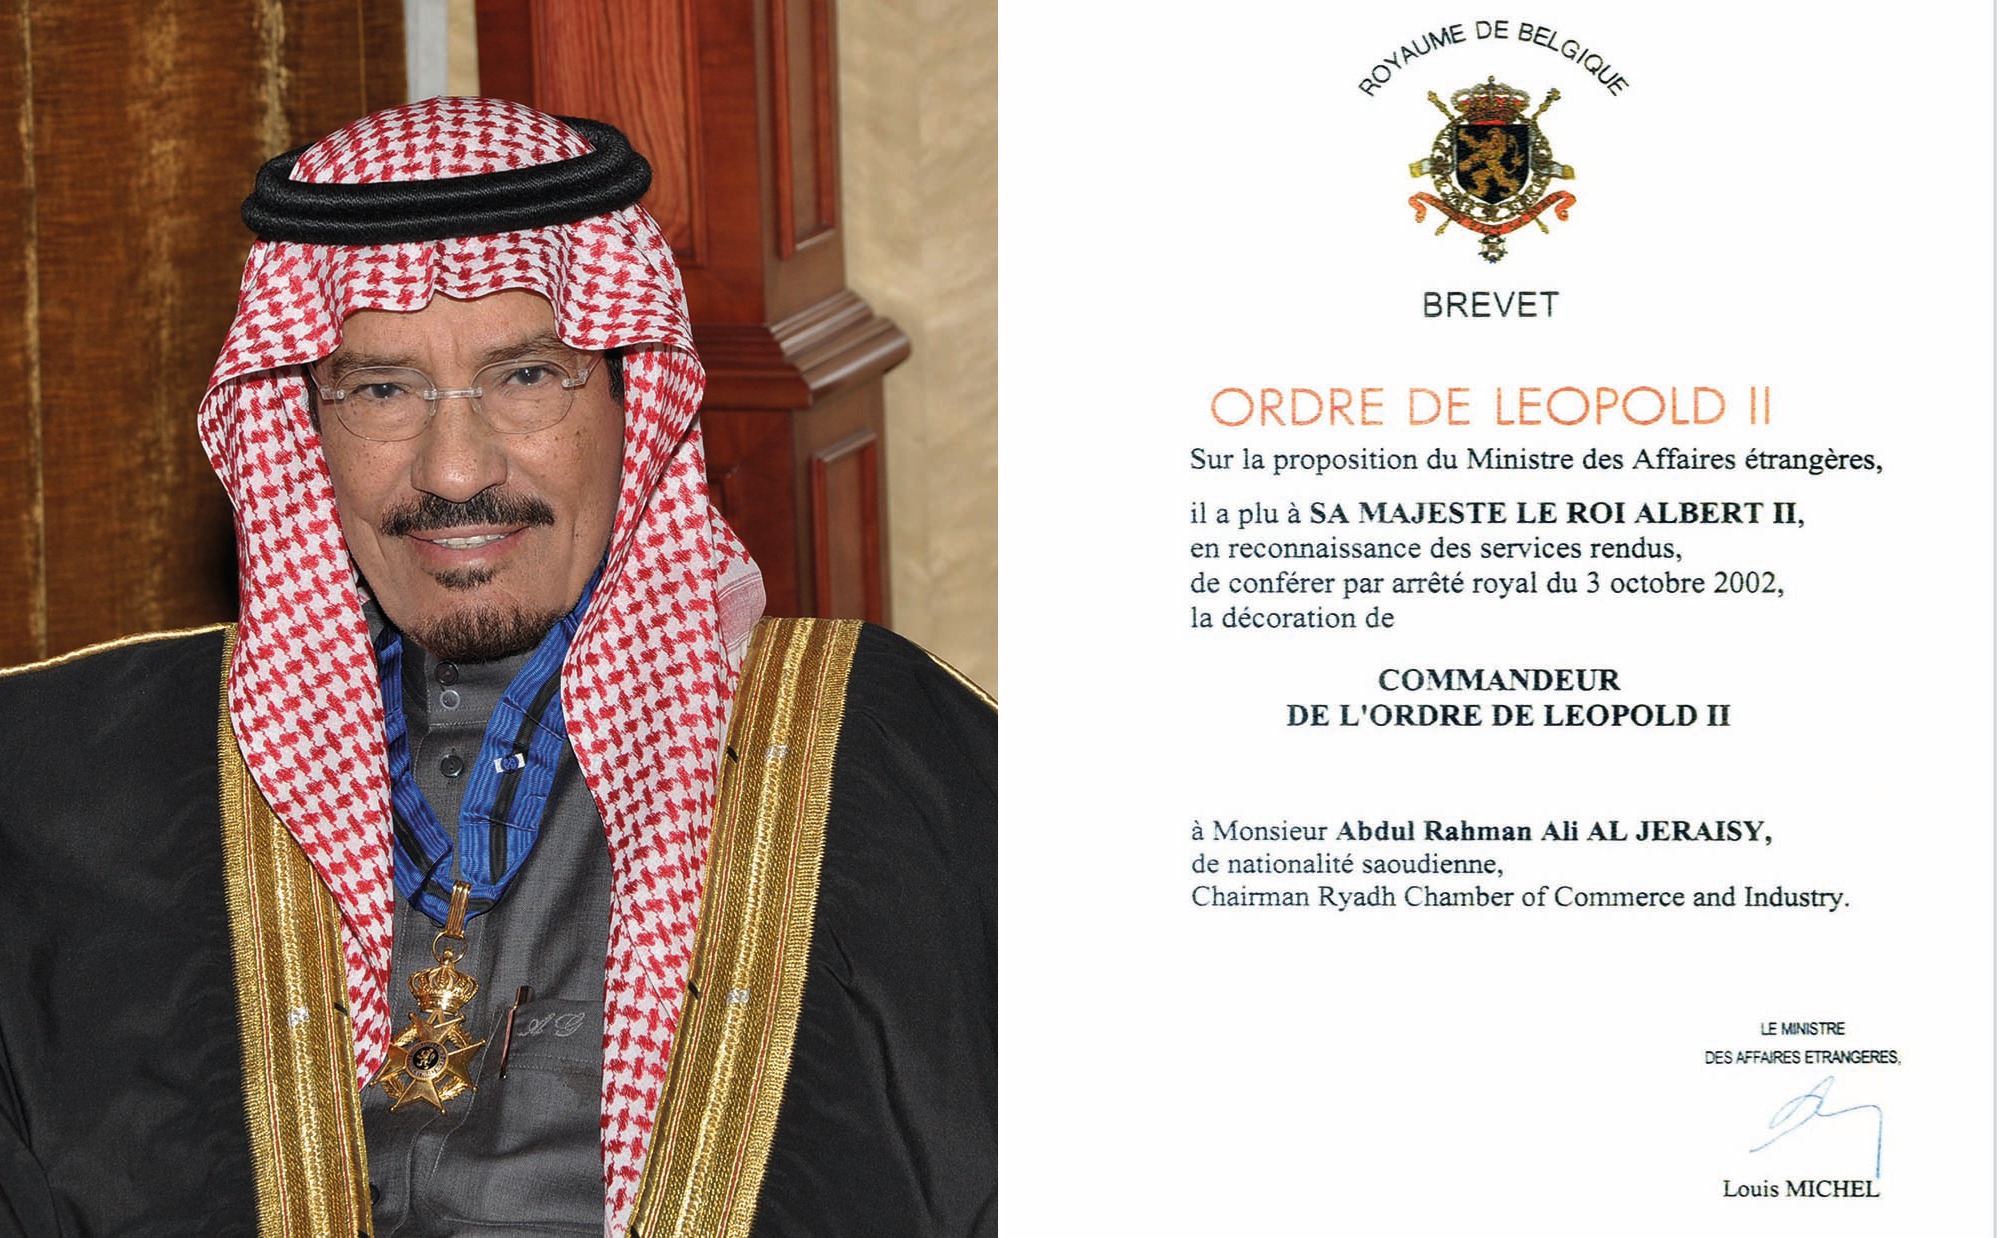 ROYAUME DE BELGIQUE
BREVET
ORDRE DE LEOPOLD II
Sur la proposition du Ministre des Affaires étrangères,
il a plu à SA MAJESTE LE ROI ALBERT II,
en reconnaissance des services rendus,
de conférer par arrêté royal du 3 octobre 2002,
la décoration de
COMMANDEUR
DE L'ORDRE DE LEOPOLD II
à Monsieur Abdul Rahman Ali AL JERAISY,
de nationalité saoudienne,
Chairman Ryadh Chamber of Commerce and Industry.
LE MINISTRE
DES AFFAIRES ETRANGERES,
Louis MICHEL
A G